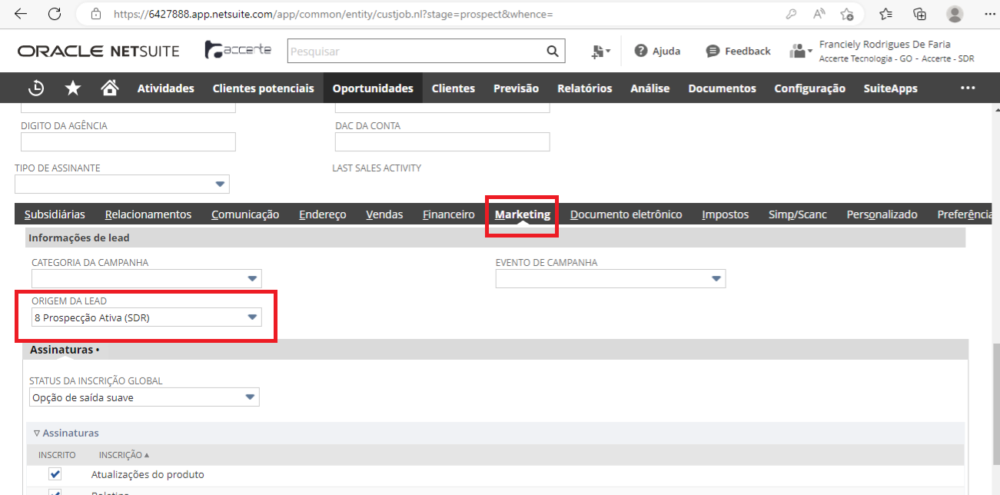 https://6427888.app.netsuite.com/app/common/entity/custjob.nl?stage=prospect&whence=
ORACLE NETSUITE
accerte
Pesquisar
Ajuda
Feedback
Franciely Rodrigues De Faria
Accerte Tecnologia - GO - Accerte - SDR
Atividades Clientes potenciais Oportunidades Clientes Previsão Relatórios Análise Documentos Configuração SuiteApps
DIGITO DA AGÊNCIA DAC DA CONTA
TIPO DE ASSINANTE LAST SALES ACTIVITY
Subsidiárias Relacionamentos Comunicação Endereço Vendas Financeiro Marketing Documento eletrônico Impostos Simp/Scanc Personalizado Preferência
Informações de lead
CATEGORIA DA CAMPANHA EVENTO DE CAMPANHA
ORIGEM DA LEAD
8 Prospecção Ativa (SDR)
Assinaturas •
STATUS DA INSCRIÇÃO GLOBAL
Opção de saída suave
Assinaturas
INSCRITO INSCRIÇÃO
Atualizações do produto